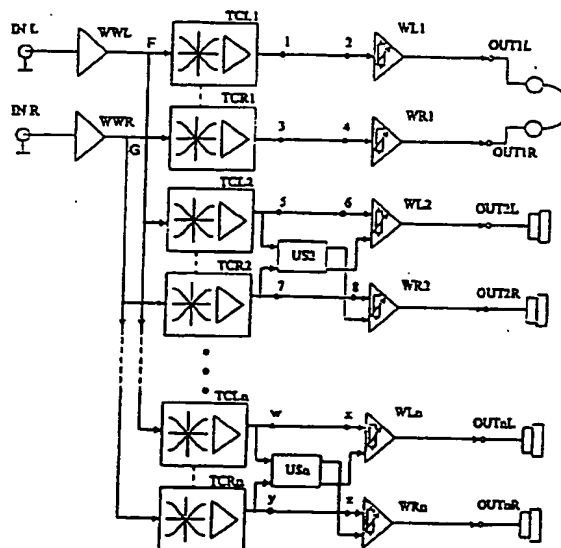 TCL1
IN L
WWL
F
1
2
WL1
OUT1L
TCR1
IN R
WWR
G
3
4
WR1
OUT1R
TCL2
5
6
WL2
OUT2L
US2
TCR2
7
8
WR2
OUT2R
TCLn
w
x
WLn
OUTnL
USn
TCRn
y
z
WRn
OUTnR